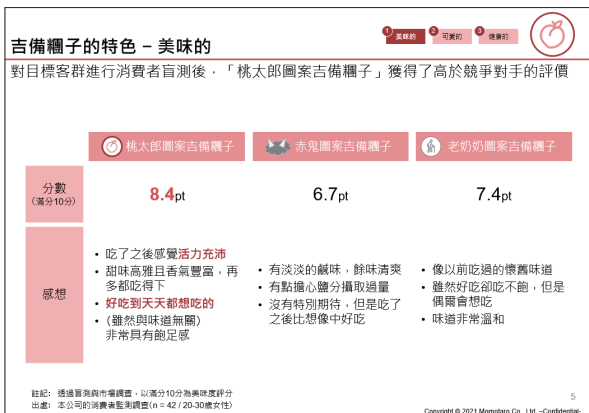 1 美味的 2 可愛的 3 健康的
吉備糰子的特色 – 美味的
對目標客群進行消費者盲測後,「桃太郎圖案吉備糰子」獲得了高於競爭對手的評價
桃太郎圖案吉備糰子 赤鬼圖案吉備糰子 老奶奶圖案吉備糰子
分數
(滿分10分)
8.4pt 6.7pt 7.4pt
感想
• 吃了之後感覺活力充沛
• 甜味高雅且香氣豐富,再
多都吃得下
• 好吃到天天都想吃的
• (雖然與味道無關)
非常具有飽足感
• 有淡淡的鹹味,餘味清爽
• 有點擔心鹽分攝取過量
• 沒有特別期待,但是吃了
之後比想像中好吃
• 像以前吃過的懷舊味道
• 雖然好吃卻吃不飽,但是
偶爾會想吃
• 味道非常溫和
註記: 透過盲測與市場調查,以滿分10分為美味度評分
出處: 本公司的消費者監測調查(n = 42 / 20-30歲女性)
5
Copyright © 2021 Momotaro Co., Ltd. –Confidential-